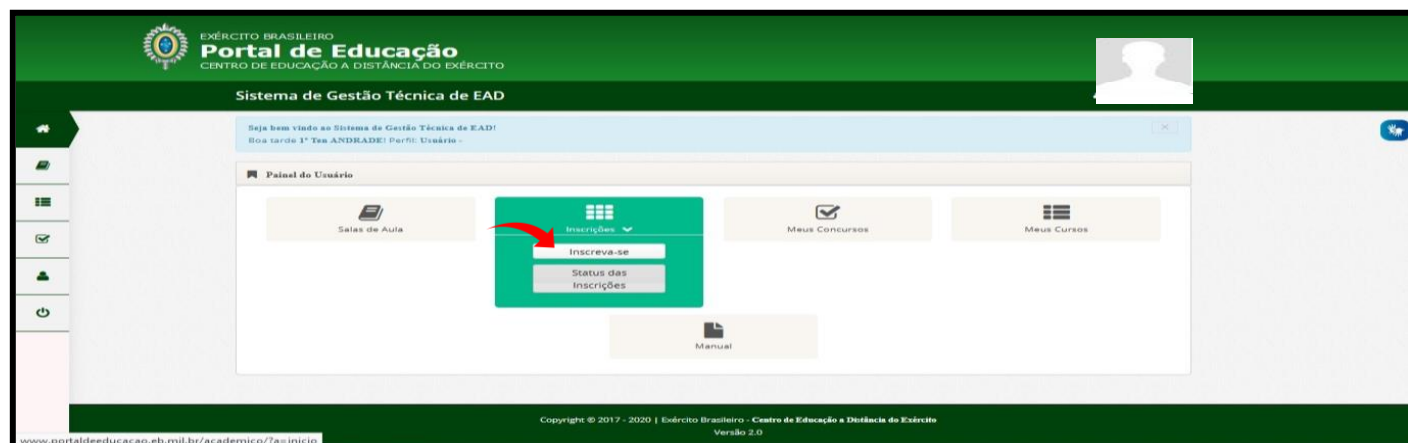 EXÉRCITO BRASILEIRO
Portal de Educação
CENTRO DE EDUCAÇÃO A DISTÂNCIA DO EXÉRCITO
Sistema de Gestão Técnica de EAD
Seja bem vindo ao Sistema de Gestão Técnica de EAD!
Boa tarde 1º Ten ANDRADE! Perfil: Usuário -
Painel do Usuário
Salas de Aula
Inscrições
Inscreva-se
Status das
Inscrições
Meus Concursos
Meus Cursos
Manual
Copyright © 2017 - 2020 | Exército Brasileiro - Centro de Educação a Distância do Exército
Versão 2.0
www.portaldeeducacao.eb.mil.br/academico/?a=inicio